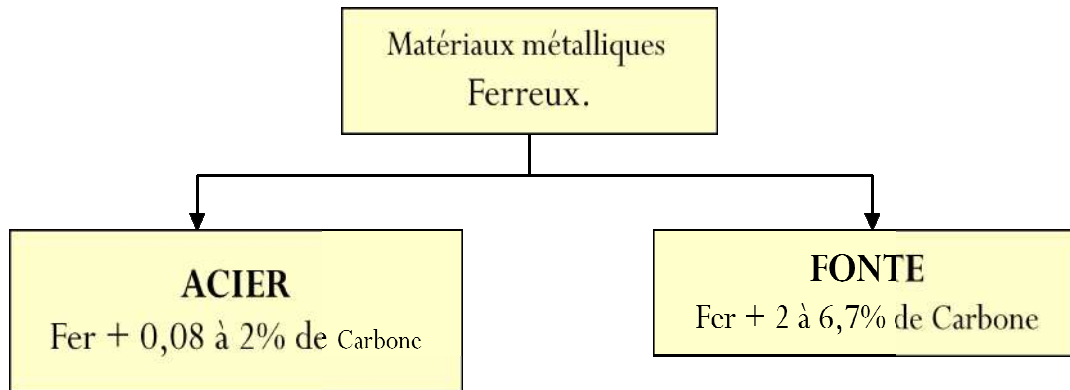 Matériaux métalliques
Ferreux.
ACIER
Fer + 0,08 à 2% de Carbone
FONTE
Fer + 2 à 6,7% de Carbone